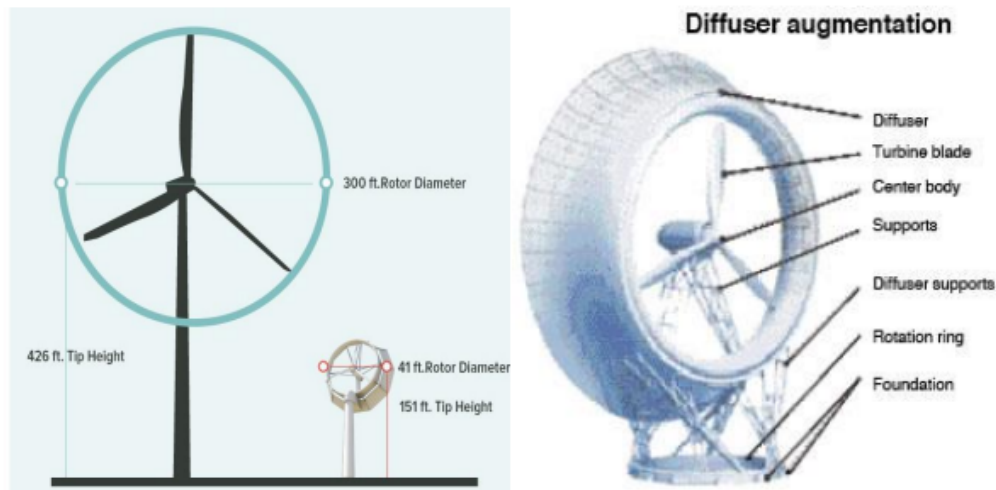 300 ft.Rotor Diameter
426 ft. Tip Height
41 ft.Rotor Diameter
151 ft. Tip Height
Diffuser augmentation
Diffuser
Turbine blade
Center body
Supports
Diffuser supports
Rotation ring
Foundation